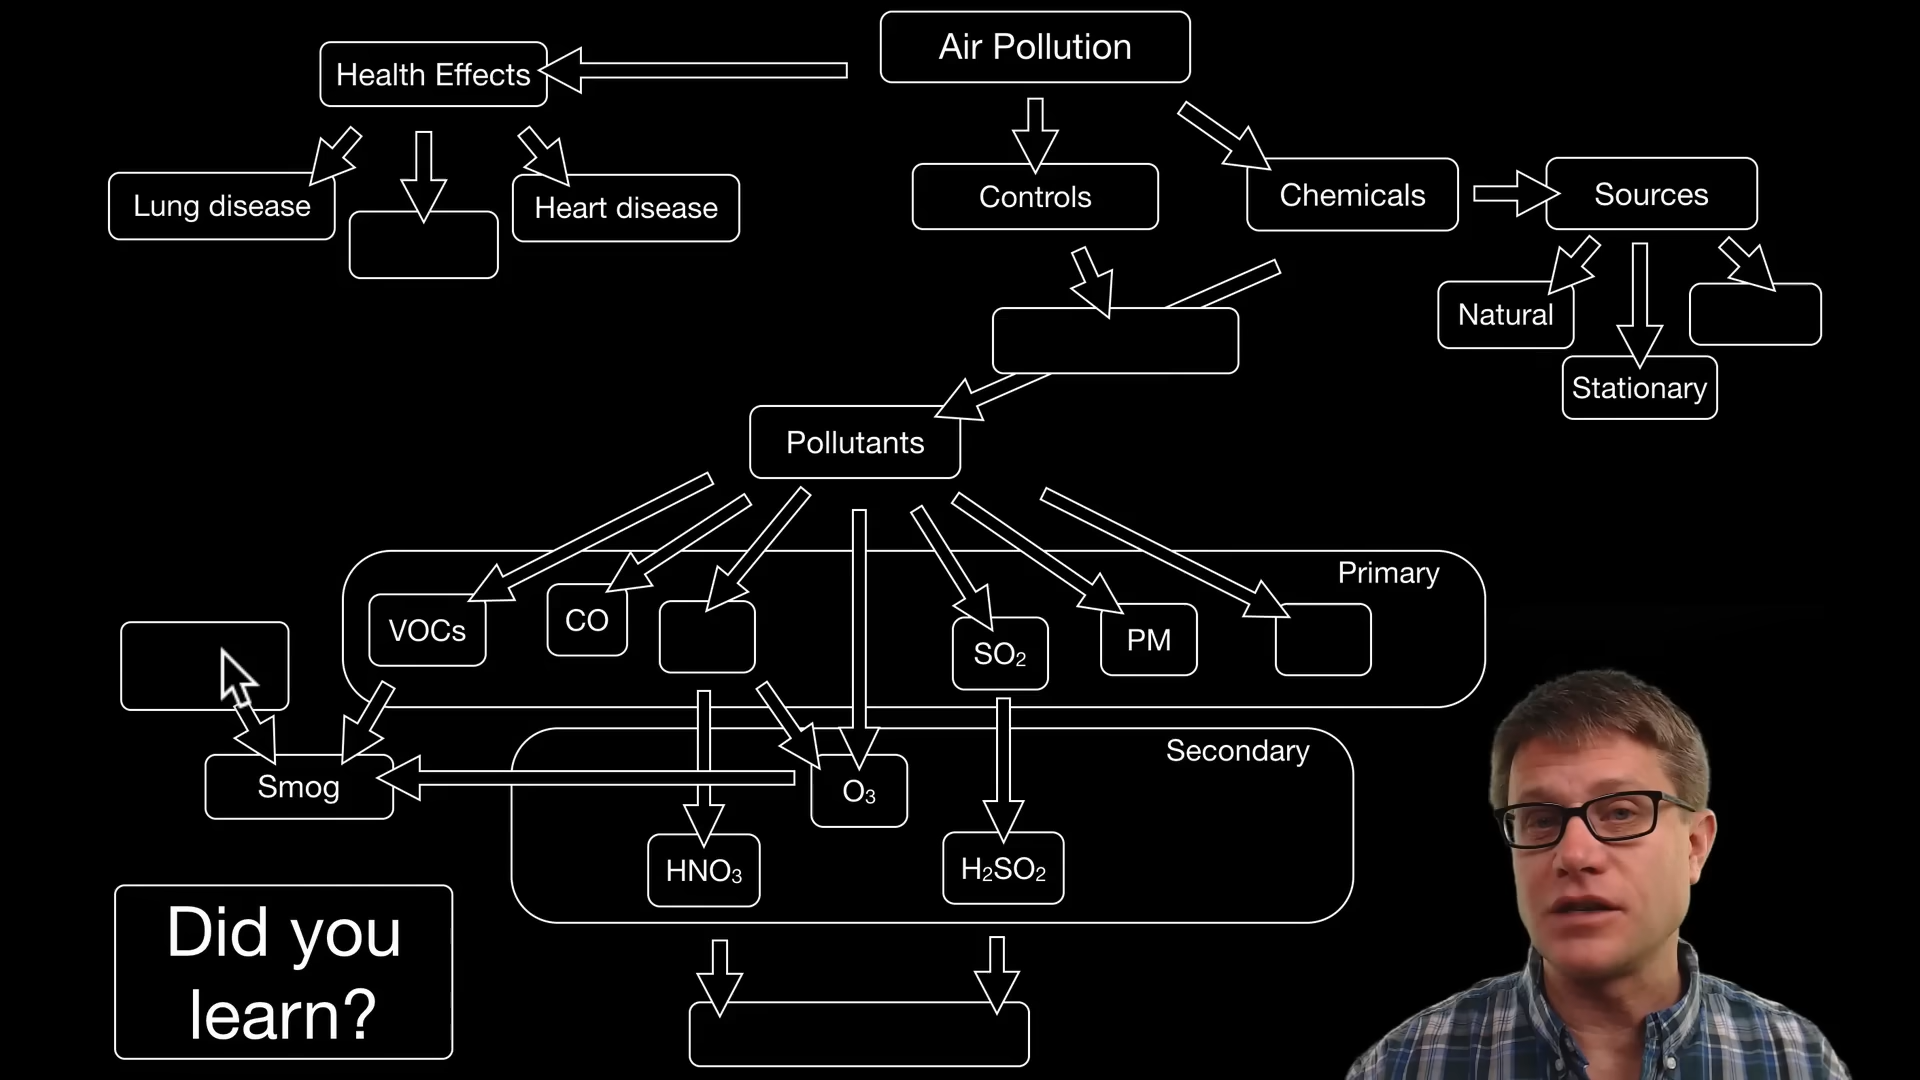 Air Pollution
Health Effects
Lung disease
Heart disease
Controls
Chemicals
Sources
Natural
Stationary
Pollutants
Primary
VOCs
CO
SO₂
PM
Secondary
Smog
O₃
HNO₃
H₂SO₂
Did you
learn?